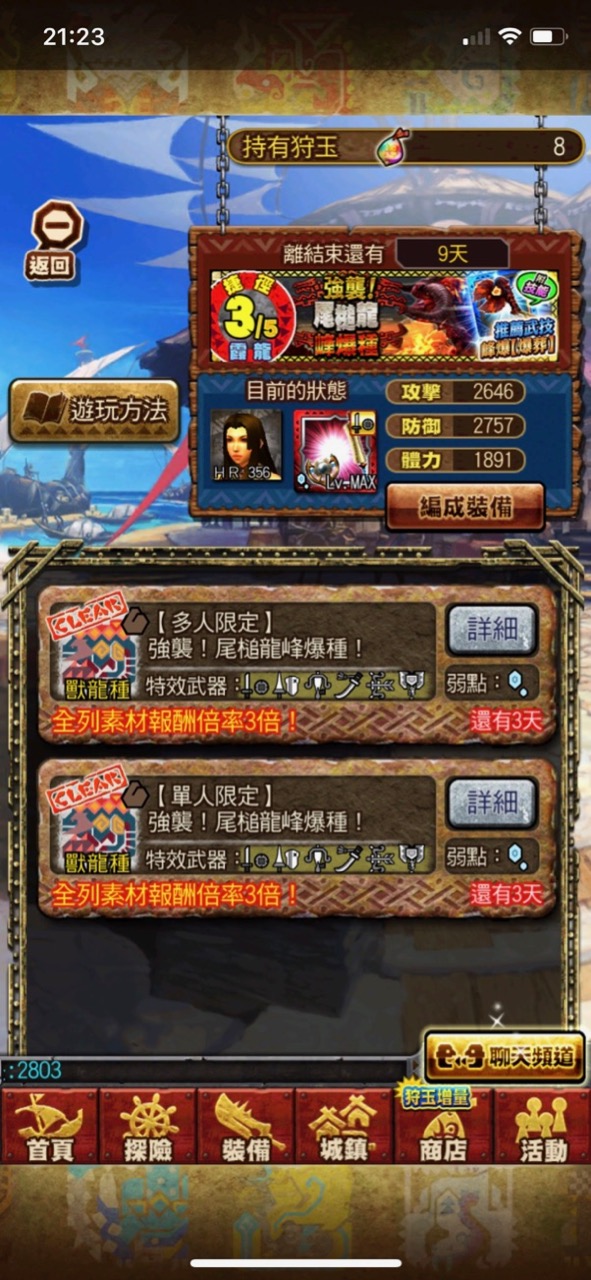 21:23
持有狩玉 8
返回
離結束還有 9天
捷徑
3/5
霞龍
強襲!
尾槌龍
峰爆種
附技能
推薦武技
遊玩方法
目前的狀態
HR.356
Lv.MAX
攻擊 2646
防御 2757
體力 1891
編成裝備
CLEAR
【多人限定】
強襲!尾槌龍峰爆種!
獸龍種
特效武器:
詳細
弱點:
全列素材報酬倍率3倍!
還有3天
CLEAR
【單人限定】
強襲!尾槌龍峰爆種!
獸龍種
特效武器:
詳細
弱點:
全列素材報酬倍率3倍!
還有3天
聊天頻道
::2803
狩玉增量
首頁
探險
裝備
城鎮
商店
活動